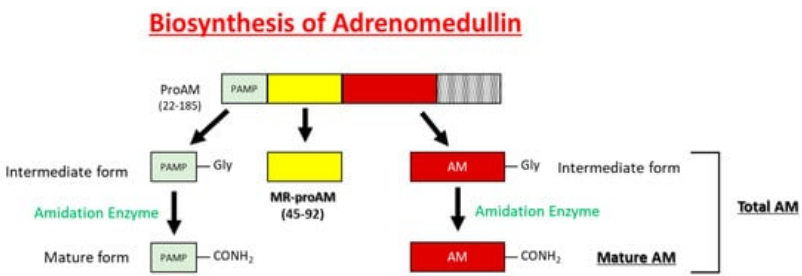 Biosynthesis of Adrenomedullin
ProAM
(22-185)
PAMP
Intermediate form
PAMP
Gly
MR-proAM
(45-92)
AM
Gly
Intermediate form
Amidation Enzyme
Amidation Enzyme
Total AM
Mature form
PAMP
CONH₂
AM
CONH₂
Mature AM